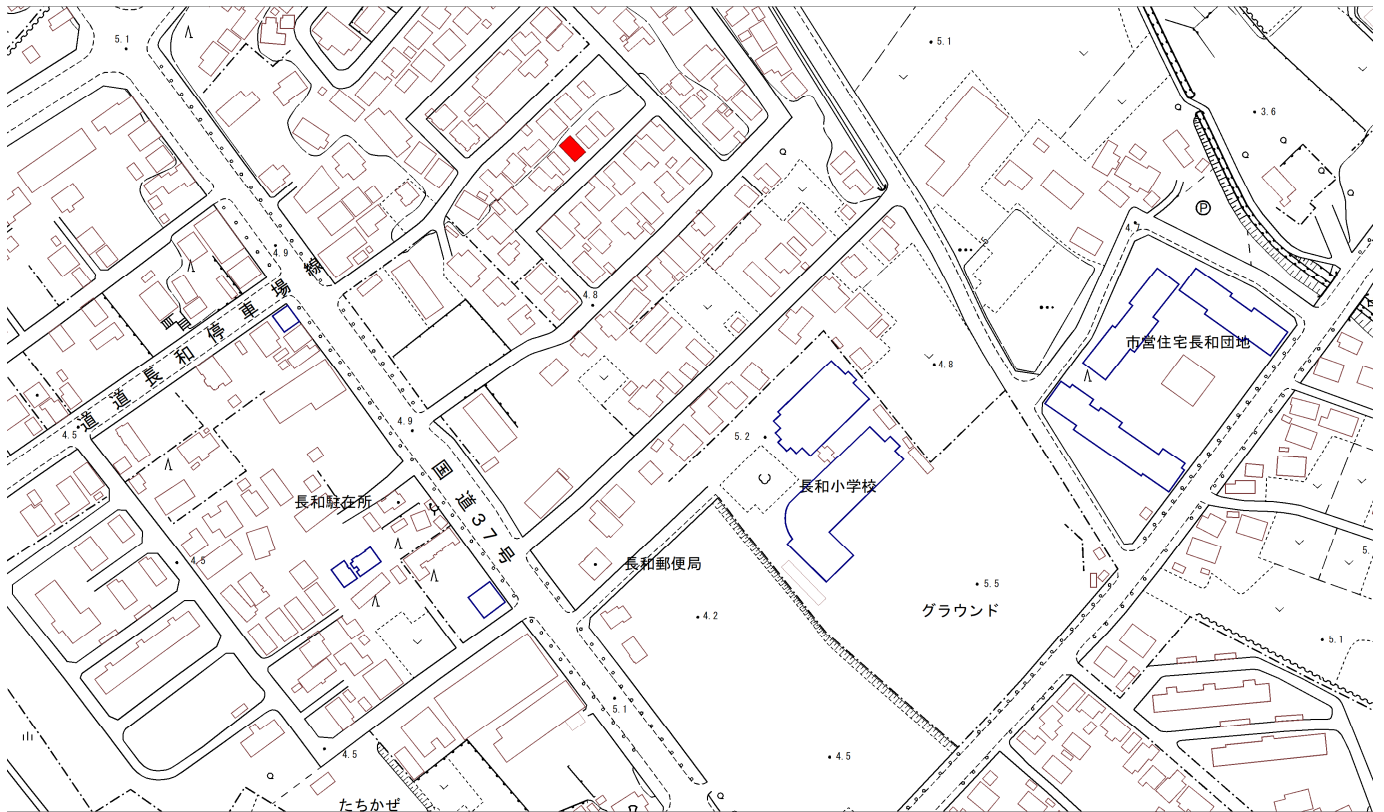 5.1
5.1
3.6
Ⓟ
4.7
4.9
道道長和停車場線
4.8
市営住宅長和団地
4.8
4.5
4.9
5.2
国道37号
長和小学校
長和駐在所
4.5
長和郵便局
5.5
グラウンド
4.2
5.1
5.1
4.5
4.5
たちかぜ